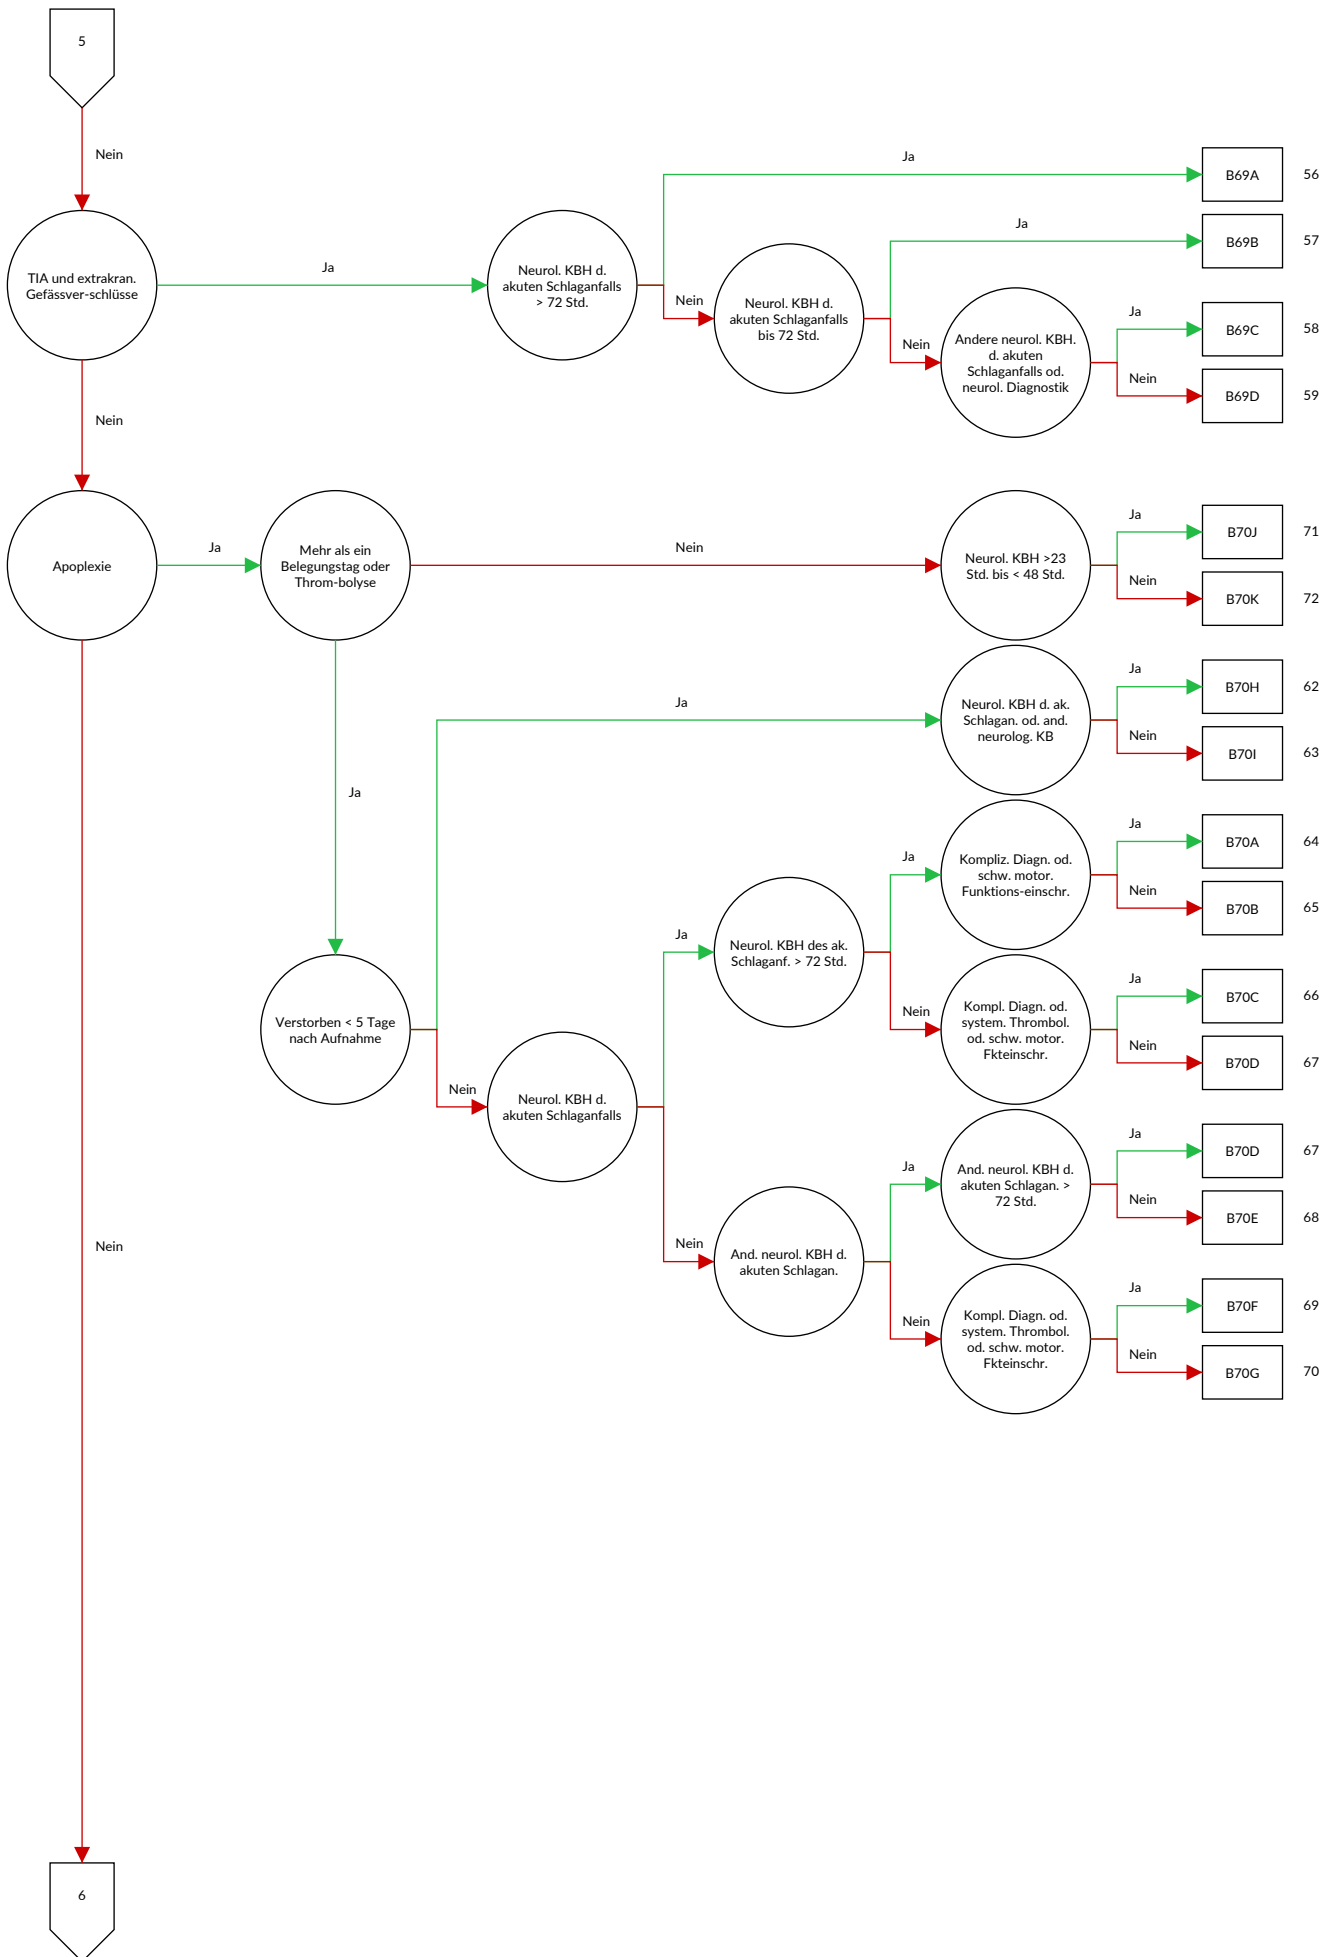 5
Nein
Ja
B69A
56
Ja
B69B
57
TIA und extrakran.
Gefässver-schlüsse
Ja
Neurol. KBH d.
akuten Schlaganfalls
> 72 Std.
Nein
Neurol. KBH d.
akuten Schlaganfalls
bis 72 Std.
Nein
Andere neurol. KBH.
d. akuten
Schlaganfalls od.
neurol. Diagnostik
Ja
B69C
58
Nein
B69D
59
Nein
Apoplexie
Ja
Mehr als ein
Belegungstag oder
Throm-bolyse
Nein
Neurol. KBH >23
Std. bis < 48 Std.
Ja
B70J
71
Nein
B70K
72
Ja
Ja
Neurol. KBH d. ak.
Schlagan. od. and.
neurolog. KB
Ja
B70H
62
Nein
B70I
63
Verstorben < 5 Tage
nach Aufnahme
Nein
Neurol. KBH d.
akuten Schlaganfalls
Ja
Neurol. KBH des ak.
Schlaganf. > 72 Std.
Ja
Kompliz. Diagn. od.
schw. motor.
Funktions-einschr.
Ja
B70A
64
Nein
B70B
65
Nein
Kompl. Diagn. od.
system. Thrombol.
od. schw. motor.
Fkteinschr.
Ja
B70C
66
Nein
B70D
67
Nein
And. neurol. KBH d.
akuten Schlagan.
Ja
And. neurol. KBH d.
akuten Schlagan. >
72 Std.
Ja
B70D
67
Nein
B70E
68
Nein
Kompl. Diagn. od.
system. Thrombol.
od. schw. motor.
Fkteinschr.
Ja
B70F
69
Nein
B70G
70
Nein
6